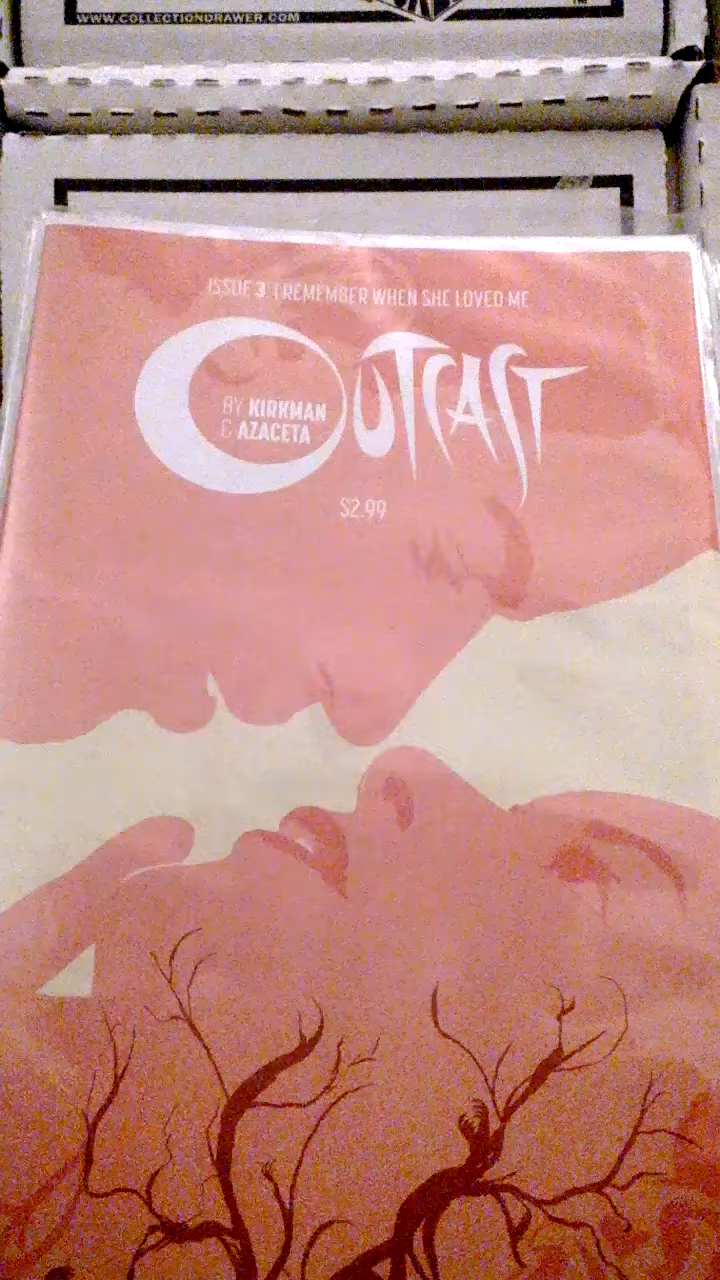 WWW.COLLECTIONDRAWER.COM
ISSUE 3: I REMEMBER WHEN SHE LOVED ME
OUTCAST
BY KIRKMAN
& AZACETA
$2.99